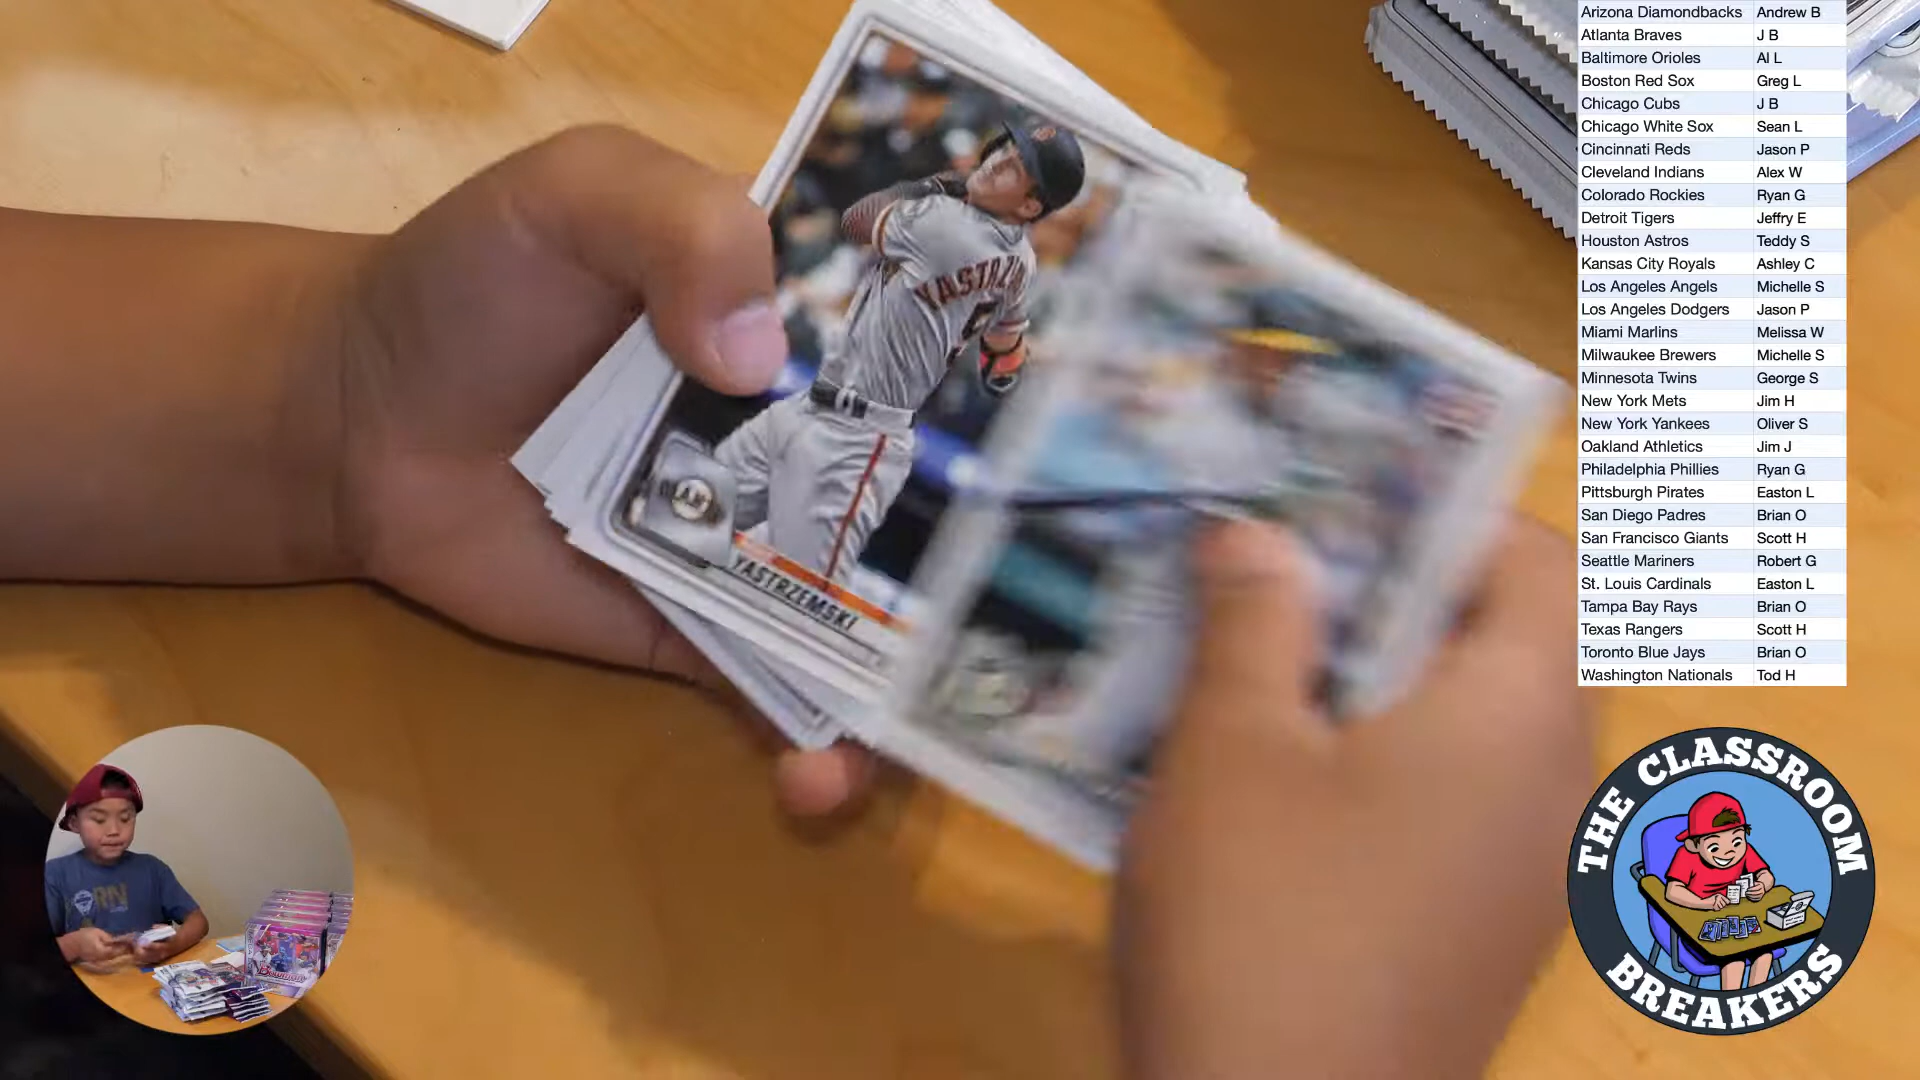 Arizona Diamondbacks Andrew B
Atlanta Braves J B
Baltimore Orioles Al L
Boston Red Sox Greg L
Chicago Cubs J B
Chicago White Sox Sean L
Cincinnati Reds Jason P
Cleveland Indians Alex W
Colorado Rockies Ryan G
Detroit Tigers Jeffry E
Houston Astros Teddy S
Kansas City Royals Ashley C
Los Angeles Angels Michelle S
Los Angeles Dodgers Jason P
Miami Marlins Melissa W
Milwaukee Brewers Michelle S
Minnesota Twins George S
New York Mets Jim H
New York Yankees Oliver S
Oakland Athletics Jim J
Philadelphia Phillies Ryan G
Pittsburgh Pirates Easton L
San Diego Padres Brian O
San Francisco Giants Scott H
Seattle Mariners Robert G
St. Louis Cardinals Easton L
Tampa Bay Rays Brian O
Texas Rangers Scott H
Toronto Blue Jays Brian O
Washington Nationals Tod H
YASTRZEMSKI
THE CLASSROOM
BREAKERS
Bowman